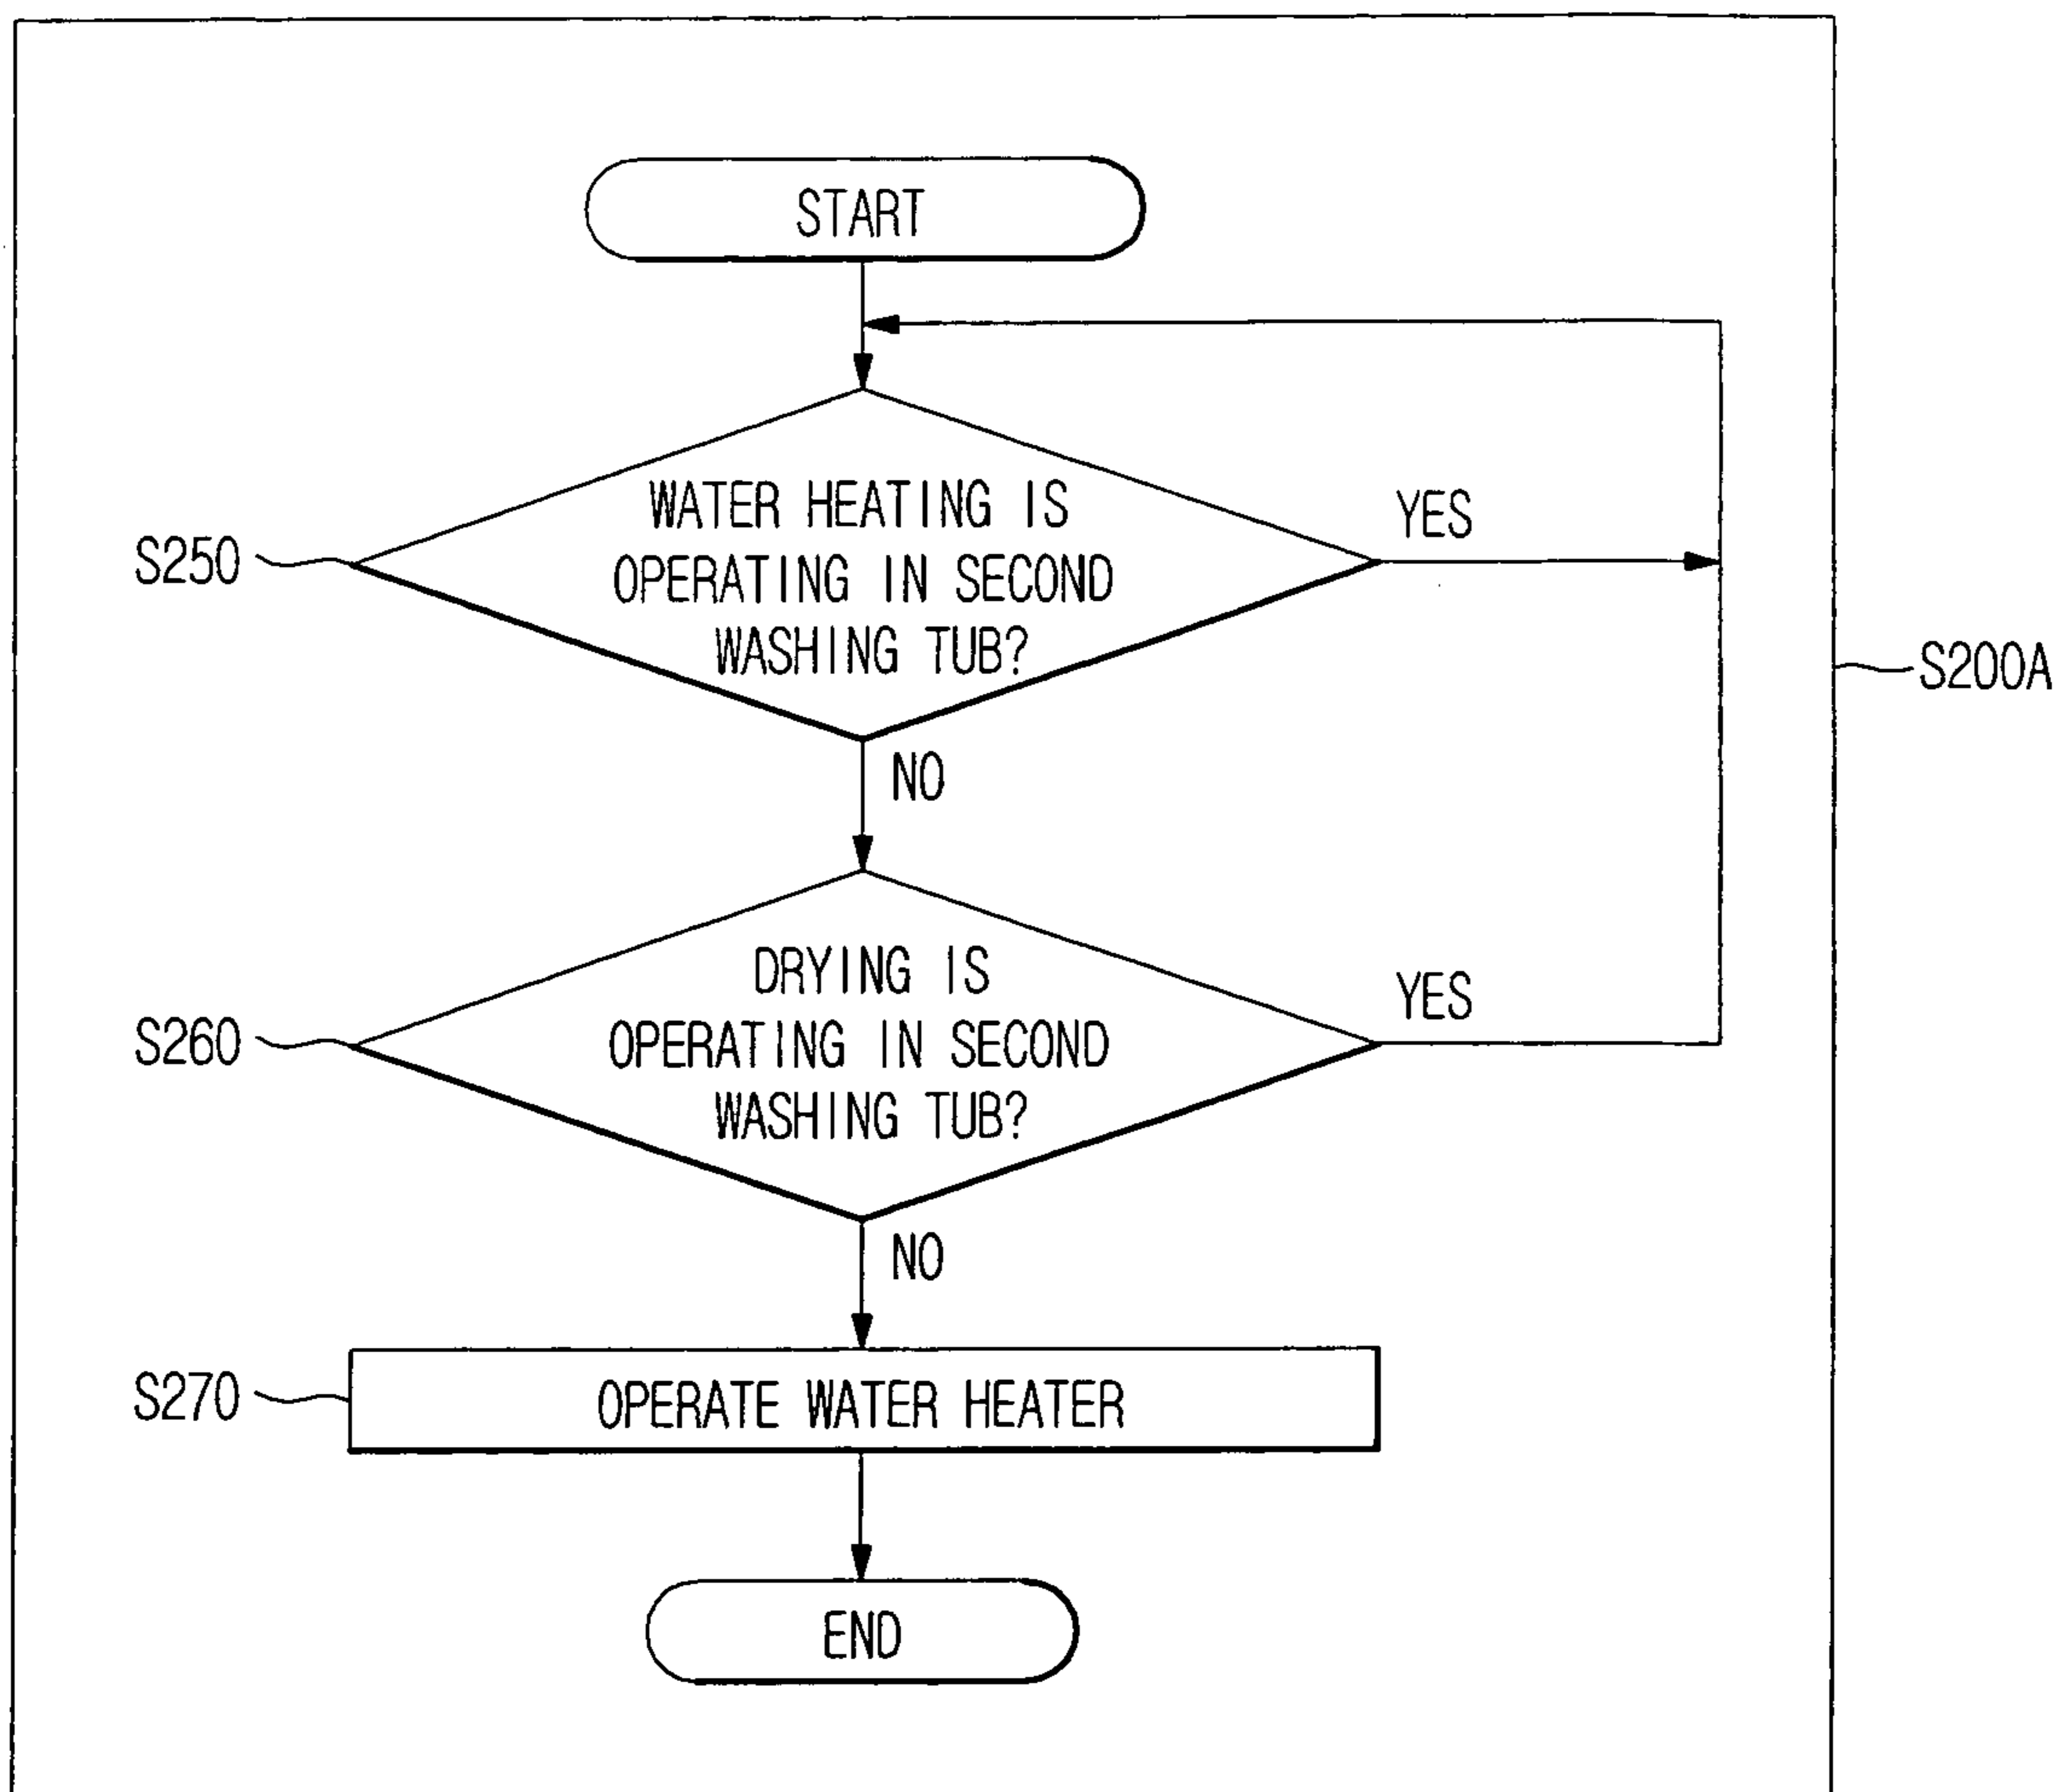 START
WATER HEATING IS
OPERATING IN SECOND
WASHING TUB?
YES
S250
S200A
NO
DRYING IS
OPERATING IN SECOND
WASHING TUB?
YES
S260
NO
S270
OPERATE WATER HEATER
END